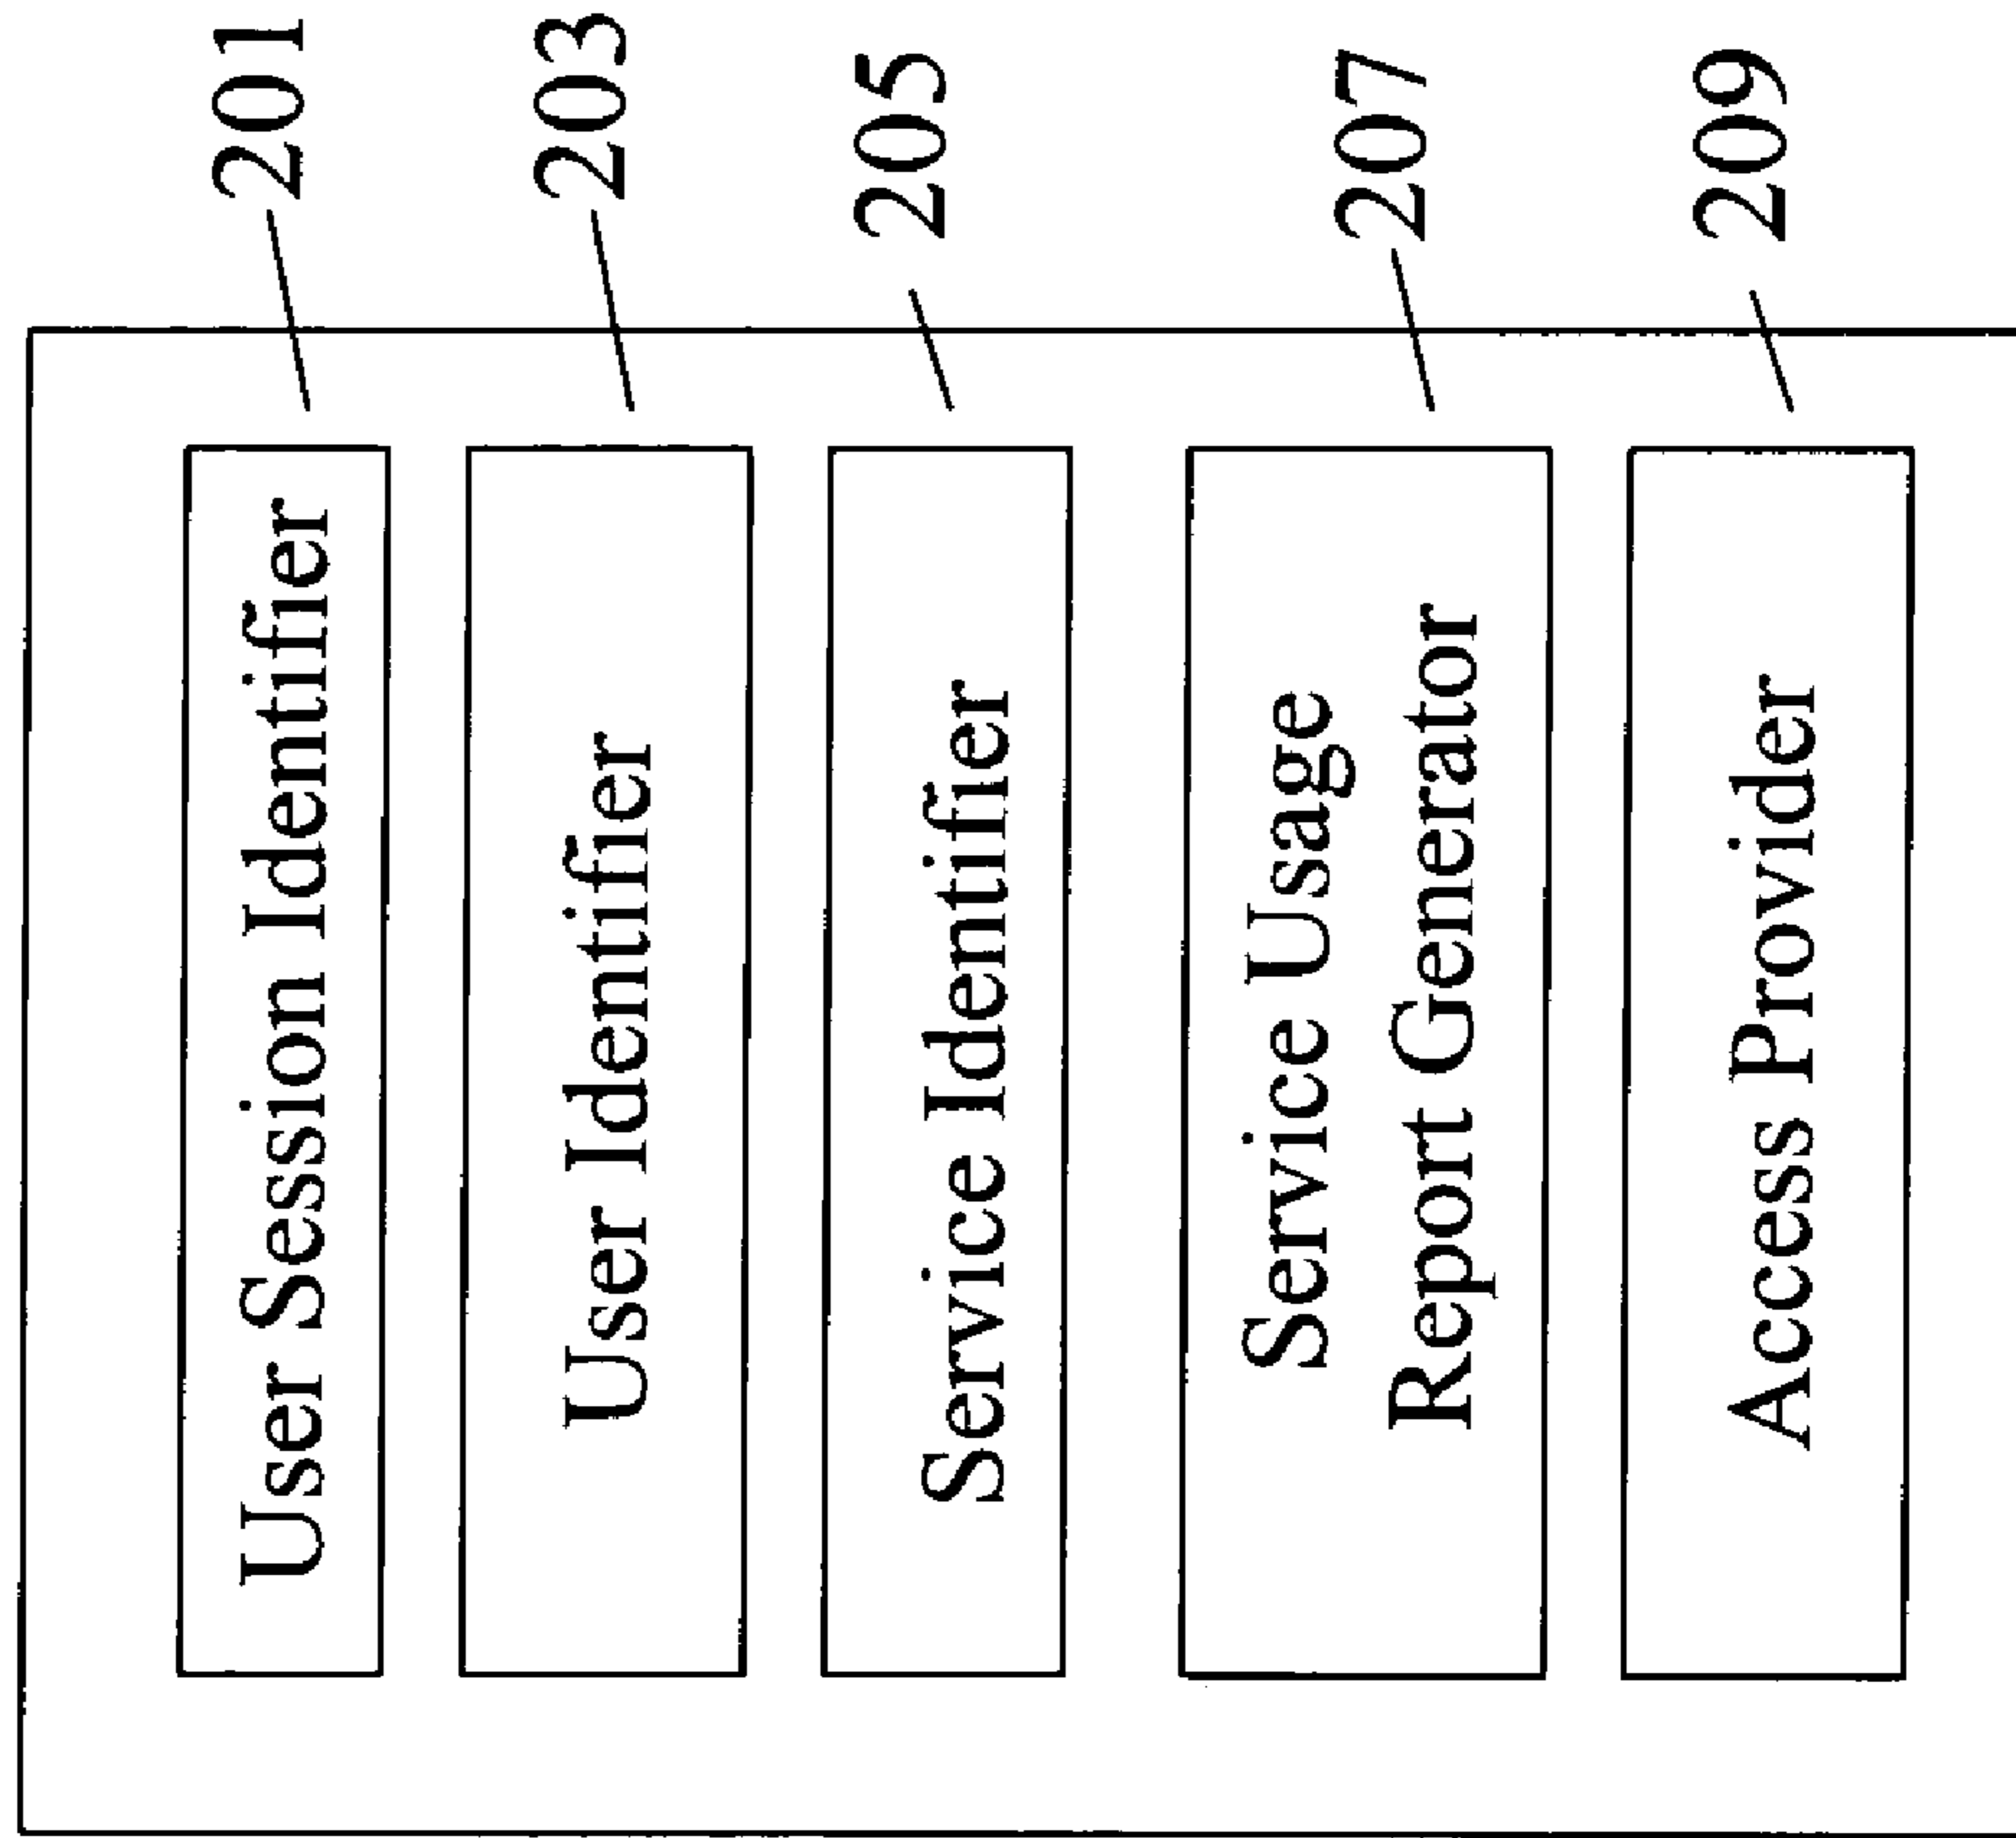 User Session Identifier
201
User Identifier
203
Service Identifier
205
Service Usage
Report Generator
207
Access Provider
209